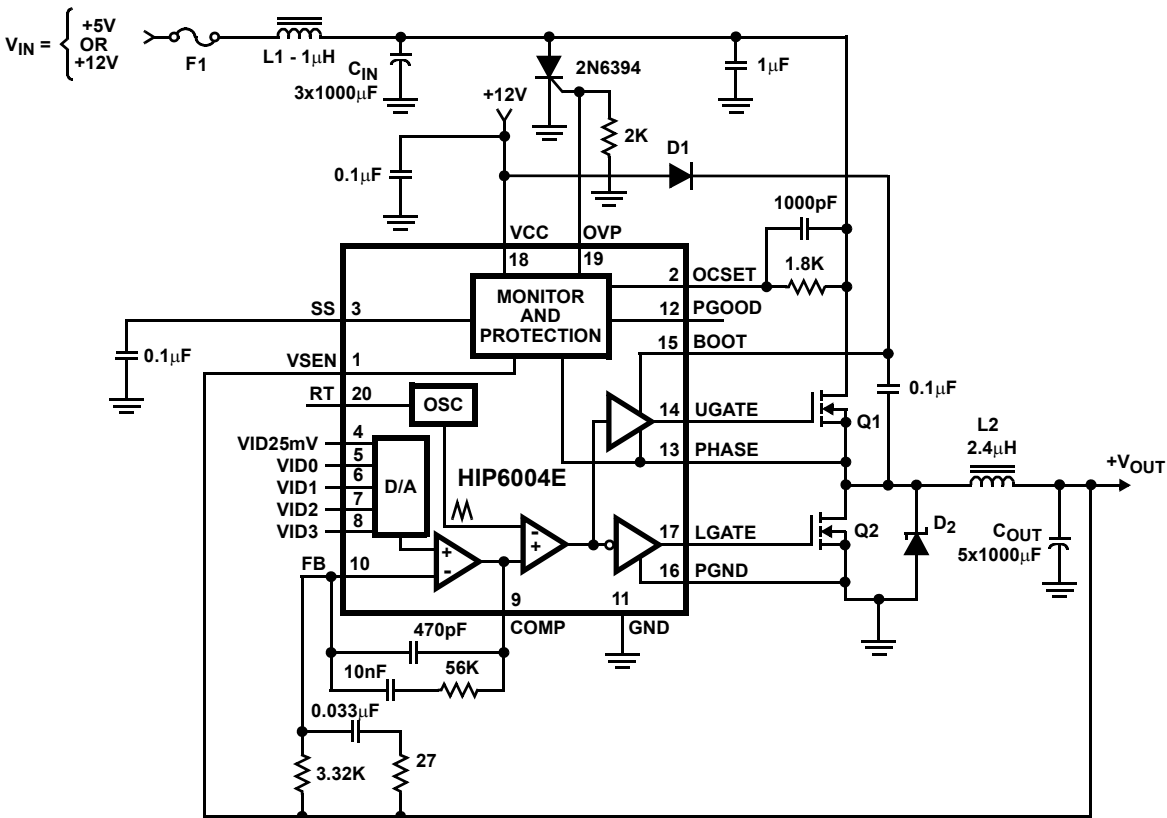 V_IN = { +5V
OR
+12V
F1
L1 - 1μH
C_IN
3x1000μF
2N6394
1μF
+12V
2K
0.1μF
D1
1000pF
1.8K
VCC
OVP
18
19
MONITOR
AND
PROTECTION
2 OCSET
12 PGOOD
15 BOOT
SS 3
0.1μF
VSEN 1
RT 20
OSC
14 UGATE
0.1μF
Q1
13 PHASE
VID25mV 4
VID0 5
VID1 6
VID2 7
VID3 8
D/A
HIP6004E
L2
2.4μH
+V_OUT
+
-
-
+
17 LGATE
Q2
D2
C_OUT
5x1000μF
16 PGND
FB 10
9
COMP
11
GND
470pF
10nF
56K
0.033μF
3.32K
27